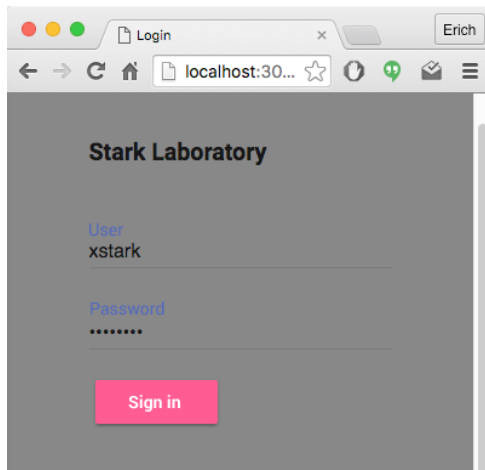 Login
Erich
localhost:30...
Stark Laboratory
User
xstark
Password
••••••••
Sign in